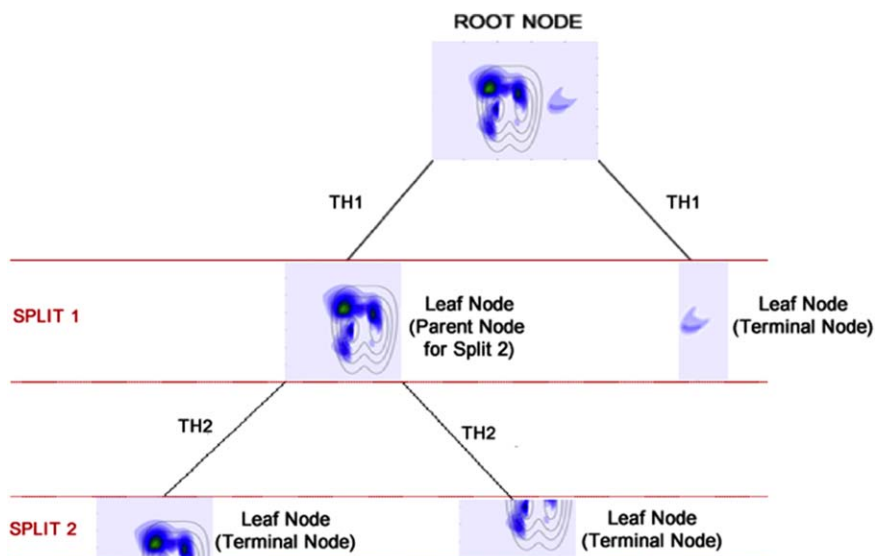 ROOT NODE
TH1
TH1
SPLIT 1
Leaf Node
(Parent Node
for Split 2)
Leaf Node
(Terminal Node)
TH2
TH2
SPLIT 2
Leaf Node
(Terminal Node)
Leaf Node
(Terminal Node)